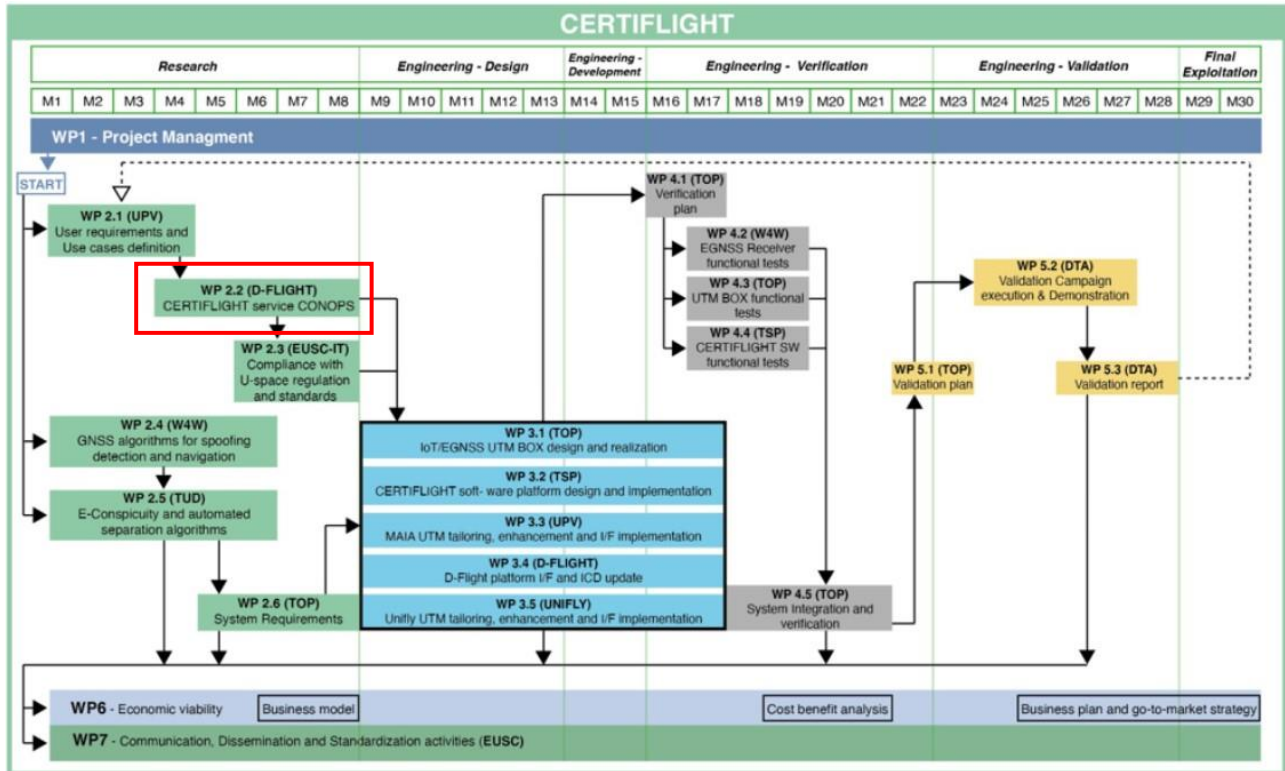 CERTIFLIGHT
Research
Engineering - Design
Engineering -
Development
Engineering - Verification
Engineering - Validation
Final
Exploitation
M1 M2 M3 M4 M5 M6 M7 M8 M9 M10 M11 M12 M13 M14 M15 M16 M17 M18 M19 M20 M21 M22 M23 M24 M25 M26 M27 M28 M29 M30
WP1 - Project Managment
START
WP 2.1 (UPV)
User requirements and
Use cases definition
WP 2.2 (D-FLIGHT)
CERTIFLIGHT service CONOPS
WP 2.3 (EUSC-IT)
Compliance with
U-space regulation
and standards
WP 2.4 (W4W)
GNSS algorithms for spoofing
detection and navigation
WP 2.5 (TUD)
E-Conspicuity and automated
separation algorithms
WP 2.6 (TOP)
System Requirements
WP 3.1 (TOP)
IoT/EGNSS UTM BOX design and realization
WP 3.2 (TSP)
CERTIFLIGHT soft- ware platform design and implementation
WP 3.3 (UPV)
MAIA UTM tailoring, enhancement and I/F implementation
WP 3.4 (D-FLIGHT)
D-Flight platform I/F and ICD update
WP 3.5 (UNIFLY)
Unifly UTM tailoring, enhancement and I/F implementation
WP 4.1 (TOP)
Verification
plan
WP 4.2 (W4W)
EGNSS Receiver
functional tests
WP 4.3 (TOP)
UTM BOX functional
tests
WP 4.4 (TSP)
CERTIFLIGHT SW
functional tests
WP 4.5 (TOP)
System Integration and
verification
WP 5.1 (TOP)
Validation plan
WP 5.2 (DTA)
Validation Campaign
execution & Demonstration
WP 5.3 (DTA)
Validation report
WP6 - Economic viability
Business model
Cost benefit analysis
Business plan and go-to-market strategy
WP7 - Communication, Dissemination and Standardization activities (EUSC)